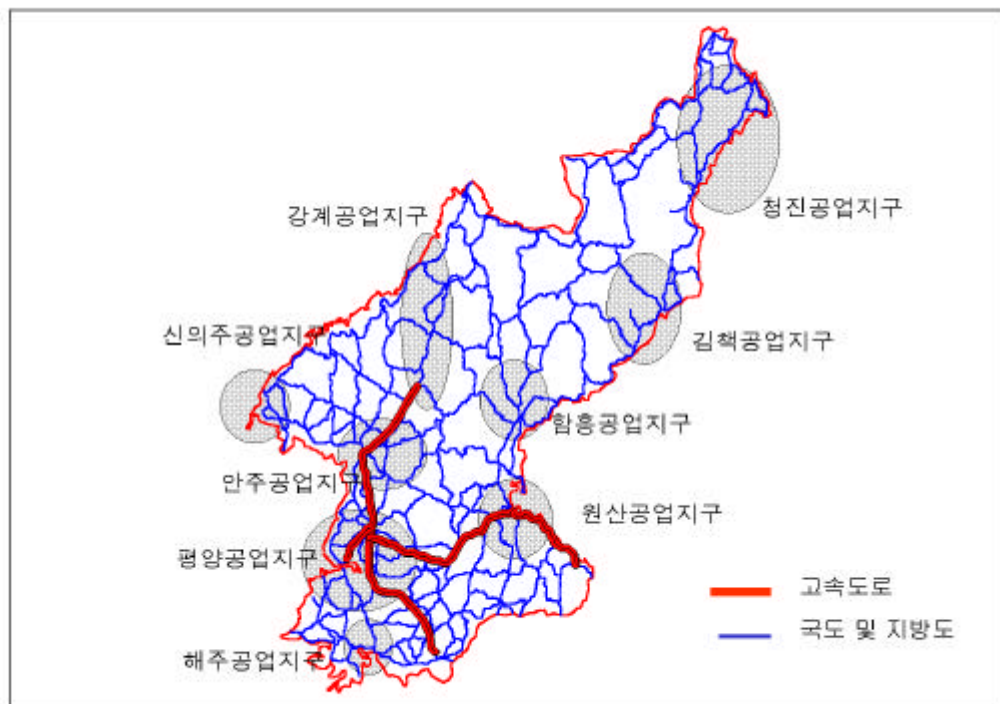 강계공업지구
청진공업지구
신의주공업지구
김책공업지구
함흥공업지구
안주공업지구
원산공업지구
평양공업지구
고속도로
국도 및 지방도
해주공업지구